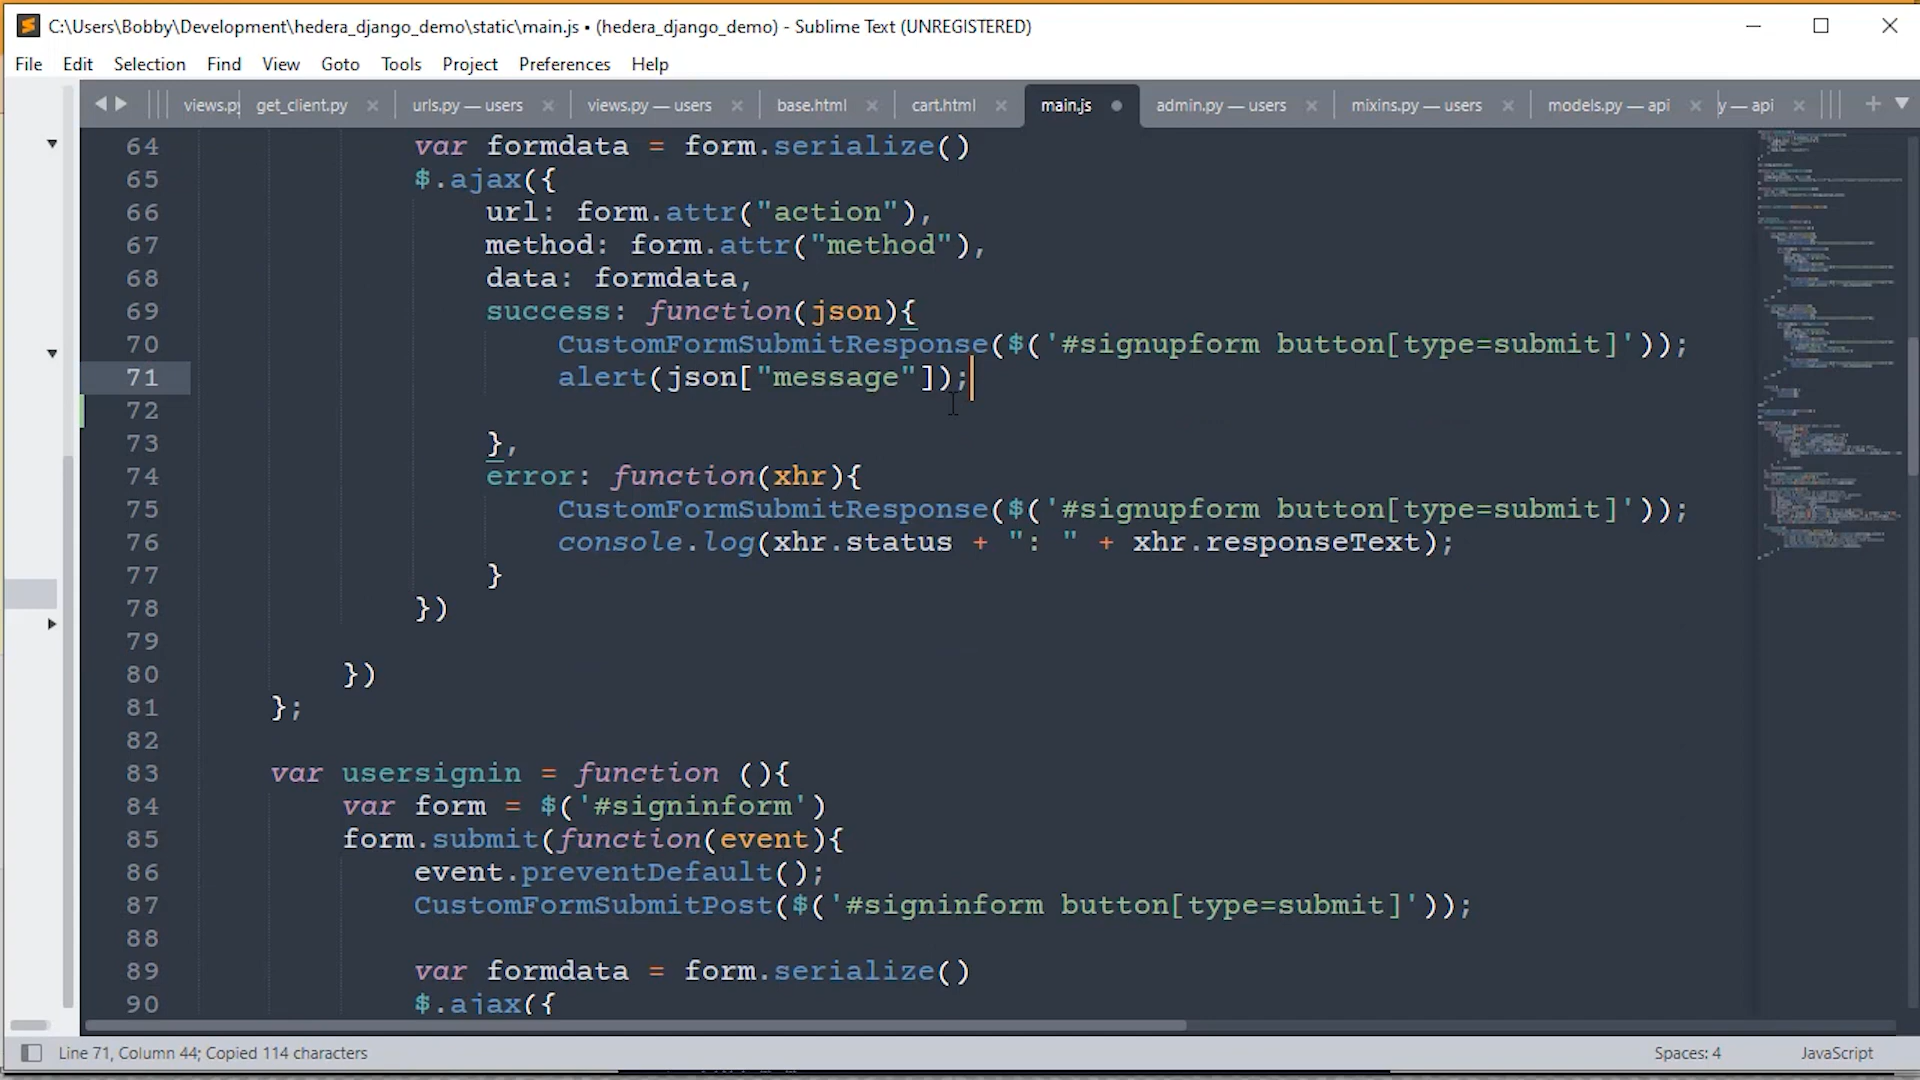 C:\Users\Bobby\Development\hedera_django_demo\static\main.js • (hedera_django_demo) - Sublime Text (UNREGISTERED)
File Edit Selection Find View Goto Tools Project Preferences Help
views.py get_client.py urls.py — users views.py — users base.html cart.html main.js admin.py — users mixins.py — users models.py — api y — api
64 var formdata = form.serialize()
65 $.ajax({
66 url: form.attr("action"),
67 method: form.attr("method"),
68 data: formdata,
69 success: function(json){
70 CustomFormSubmitResponse($('#signupform button[type=submit]'));
71 alert(json["message"]);
72
73 },
74 error: function(xhr){
75 CustomFormSubmitResponse($('#signupform button[type=submit]'));
76 console.log(xhr.status + ": " + xhr.responseText);
77 }
78 })
79
80 })
81 };
82
83 var usersignin = function (){
84 var form = $('#signinform')
85 form.submit(function(event){
86 event.preventDefault();
87 CustomFormSubmitPost($('#signinform button[type=submit]'));
88
89 var formdata = form.serialize()
90 $.ajax({
Line 71, Column 44; Copied 114 characters Spaces: 4 JavaScript